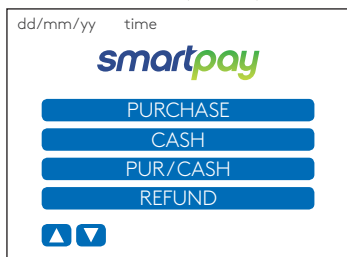 dd/mm/yy time
smartpay
PURCHASE
CASH
PUR/CASH
REFUND